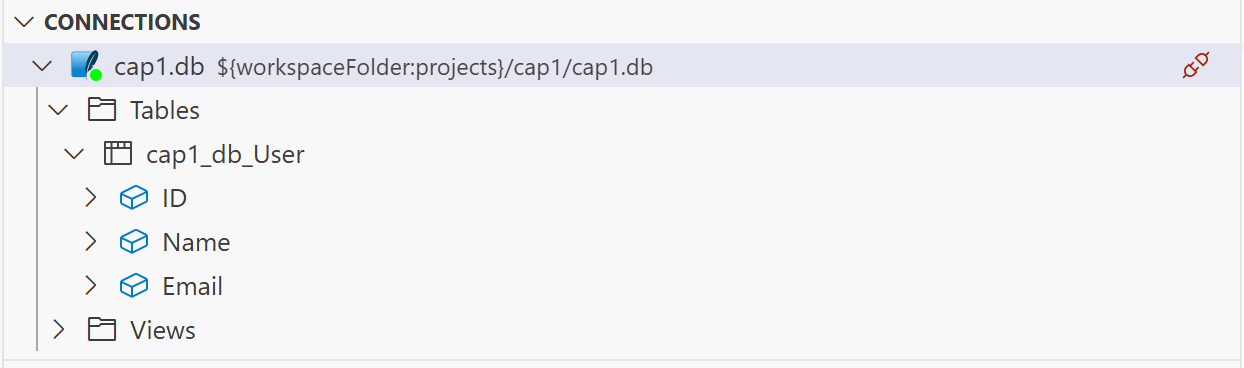 CONNECTIONS
cap1.db ${workspaceFolder:projects}/cap1/cap1.db
Tables
cap1_db_User
ID
Name
Email
Views